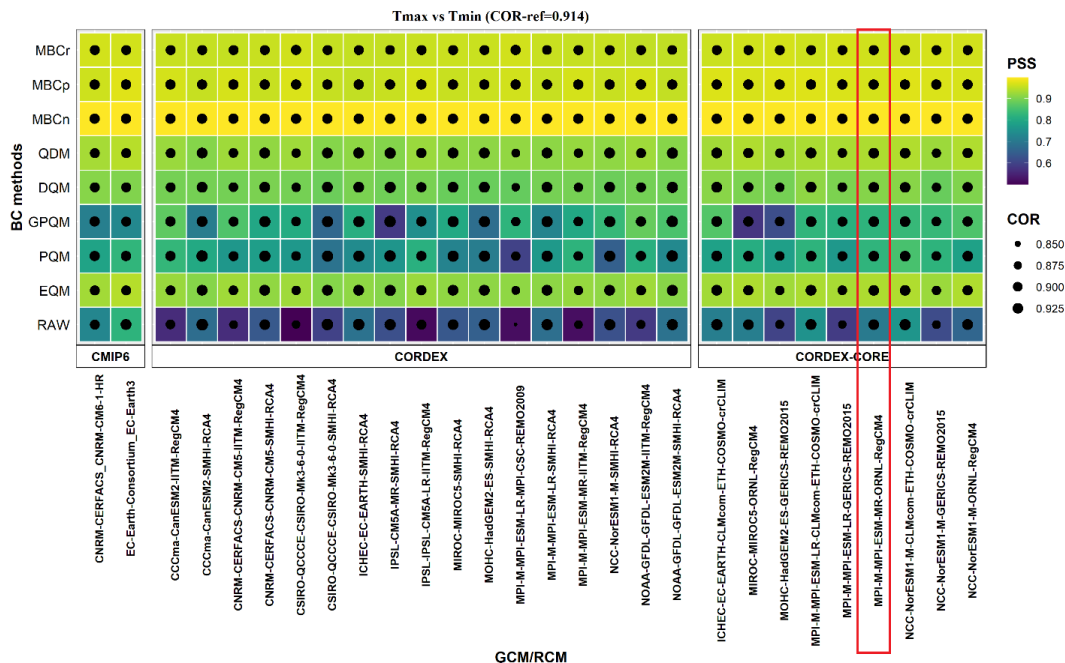 Tmax vs Tmin (COR-ref=0.914)
BC methods
MBCr
MBCp
MBCn
QDM
DQM
GPQM
PQM
EQM
RAW
CMIP6
CORDEX
CORDEX-CORE
CNRM-CERFACS_CNRM-CM6-1-HR
EC-Earth-Consortium_EC-Earth3
CCCma-CanESM2-IITM-RegCM4
CCCma-CanESM2-SMHI-RCA4
CNRM-CERFACS-CNRM-CM5-IITM-RegCM4
CNRM-CERFACS-CNRM-CM5-SMHI-RCA4
CSIRO-QCCCE-CSIRO-Mk3-6-0-IITM-RegCM4
CSIRO-QCCCE-CSIRO-Mk3-6-0-SMHI-RCA4
ICHEC-EC-EARTH-SMHI-RCA4
IPSL-CM5A-MR-SMHI-RCA4
IPSL-IPSL-CM5A-LR-IITM-RegCM4
MIROC-MIROC5-SMHI-RCA4
MOHC-HadGEM2-ES-SMHI-RCA4
MPI-M-MPI-ESM-LR-MPI-CSC-REMO2009
MPI-M-MPI-ESM-LR-SMHI-RCA4
MPI-M-MPI-ESM-MR-IITM-RegCM4
NCC-NorESM1-M-SMHI-RCA4
NOAA-GFDL-GFDL-ESM2M-IITM-RegCM4
NOAA-GFDL-GFDL-ESM2M-SMHI-RCA4
ICHEC-EC-EARTH-CLMcom-ETH-COSMO-crCLIM
MIROC-MIROC5-ORNL-RegCM4
MOHC-HadGEM2-ES-GERICS-REMO2015
MPI-M-MPI-ESM-LR-CLMcom-ETH-COSMO-crCLIM
MPI-M-MPI-ESM-LR-GERICS-REMO2015
MPI-M-MPI-ESM-MR-ORNL-RegCM4
NCC-NorESM1-M-CLMcom-ETH-COSMO-crCLIM
NCC-NorESM1-M-GERICS-REMO2015
NCC-NorESM1-M-ORNL-RegCM4
GCM/RCM
PSS
0.9
0.8
0.7
0.6
COR
0.850
0.875
0.900
0.925